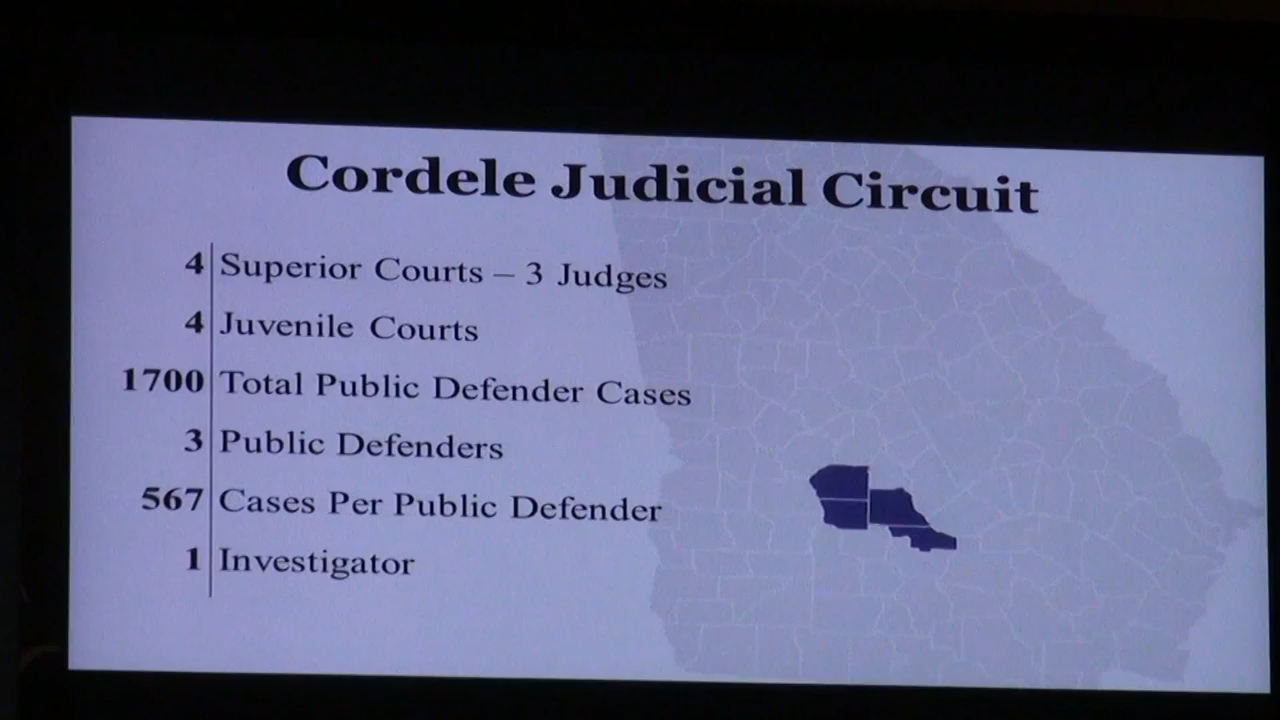 Cordele Judicial Circuit
4 Superior Courts – 3 Judges
4 Juvenile Courts
1700 Total Public Defender Cases
3 Public Defenders
567 Cases Per Public Defender
1 Investigator